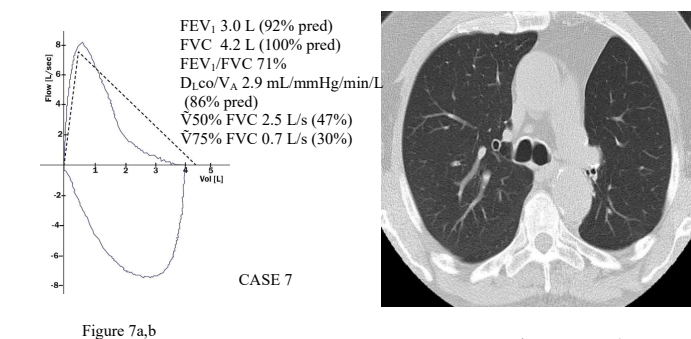 FEV₁ 3.0 L (92% pred)
FVC 4.2 L (100% pred)
FEV₁/FVC 71%
DLco/VA 2.9 mL/mmHg/min/L
(86% pred)
Ṽ50% FVC 2.5 L/s (47%)
Ṽ75% FVC 0.7 L/s (30%)
Flow [L/sec]
8
6
4
2
1 2 3 4 5
Vol [L]
-2
-4
-6
-8
CASE 7
Figure 7a,b